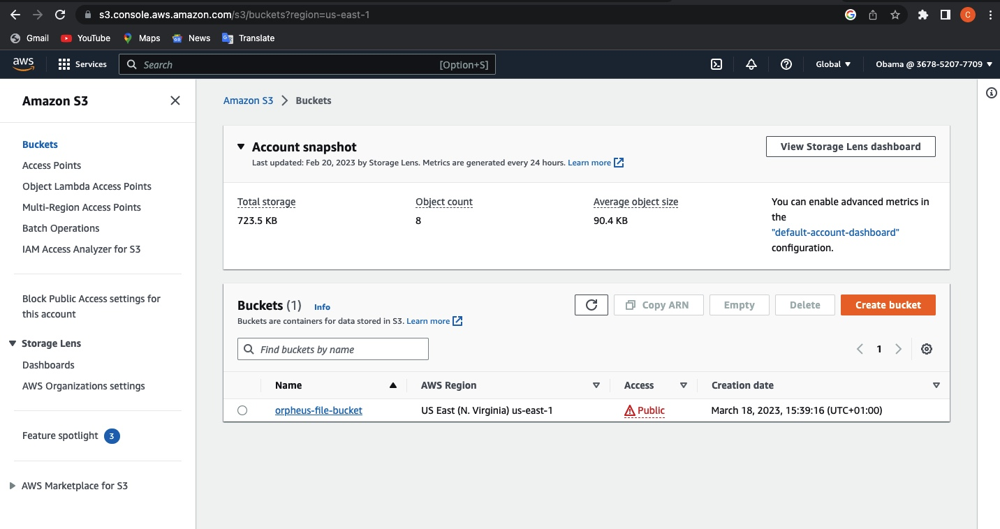 s3.console.aws.amazon.com/s3/buckets?region=us-east-1
C
Gmail YouTube Maps News Translate
aws Services Search [Option+S] Global Obama @ 3678-5207-7709
Amazon S3
Buckets
Access Points
Object Lambda Access Points
Multi-Region Access Points
Batch Operations
IAM Access Analyzer for S3
Block Public Access settings for
this account
Storage Lens
Dashboards
AWS Organizations settings
Feature spotlight 3
AWS Marketplace for S3
Amazon S3 > Buckets
Account snapshot
View Storage Lens dashboard
Last updated: Feb 20, 2023 by Storage Lens. Metrics are generated every 24 hours. Learn more
Total storage
723.5 KB
Object count
8
Average object size
90.4 KB
You can enable advanced metrics in
the
"default-account-dashboard"
configuration.
Buckets (1) Info
Copy ARN Empty Delete Create bucket
Buckets are containers for data stored in S3. Learn more
Find buckets by name
1
Name AWS Region Access Creation date
orpheus-file-bucket US East (N. Virginia) us-east-1 Public March 18, 2023, 15:39:16 (UTC+01:00)